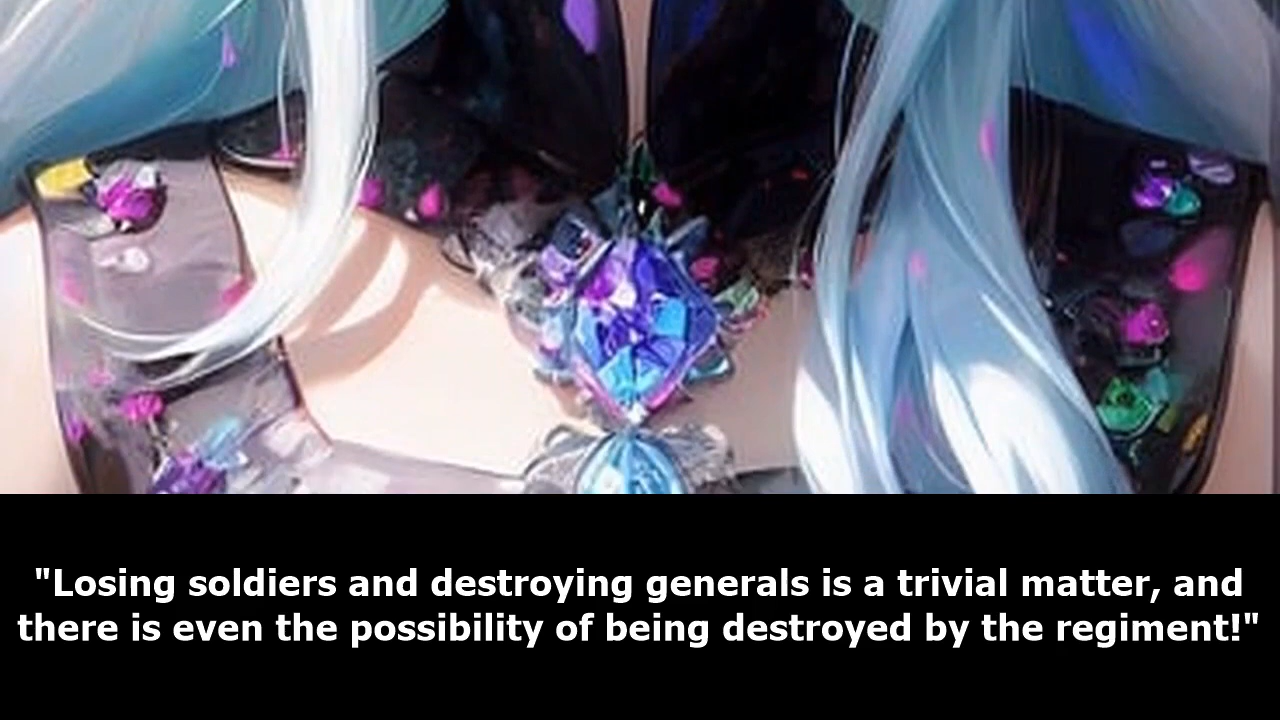 "Losing soldiers and destroying generals is a trivial matter, and
there is even the possibility of being destroyed by the regiment!"